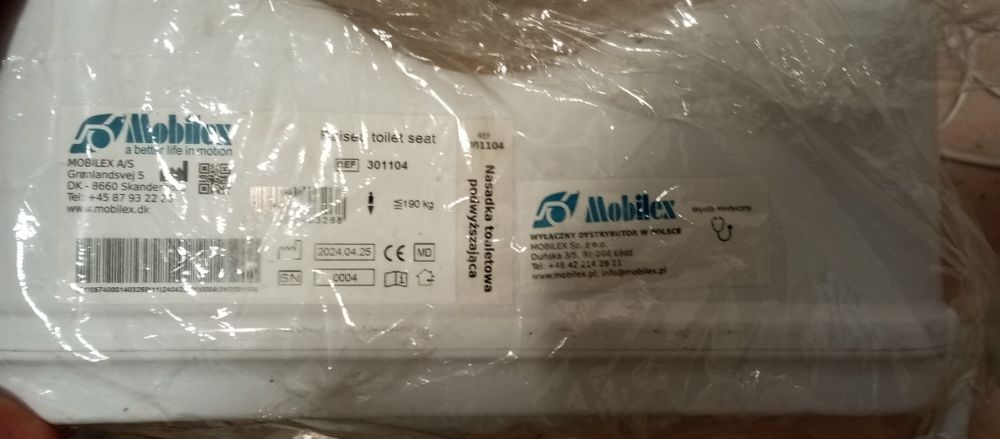 Mobilex
a better life in motion
MOBILEX A/S
Grønlandsvej 5
DK - 8660
Tel: +45 87 93 22
www.mobilex.dk
Raised toilet seat
REF 301104
≤190 kg
2024.04.25
CE MD
SN 0004
REF
301104
Nasadka toaletowa
podwyższająca
Mobilex
Wyrób Medyczny
WYŁĄCZNY DYSTRYBUTOR W POLSCE
MOBILEX Sp. z o.o.
Duńska 3/5, Łódź
Tel: +48 42 214 29 11
www.mobilex.pl; info@mobilex.pl